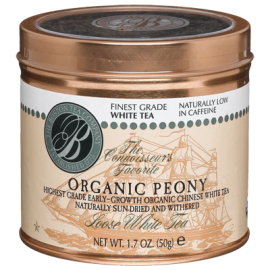 B
FINEST GRADE
WHITE TEA
NATURALLY LOW
IN CAFFEINE
The
Connoisseur's
Favorite
ORGANIC PEONY
HIGHEST GRADE EARLY-GROWTH ORGANIC CHINESE WHITE TEA
NATURALLY SUN-DRIED AND WITHERED
Loose White Tea
NET WT. 1.7 OZ. (50g) e